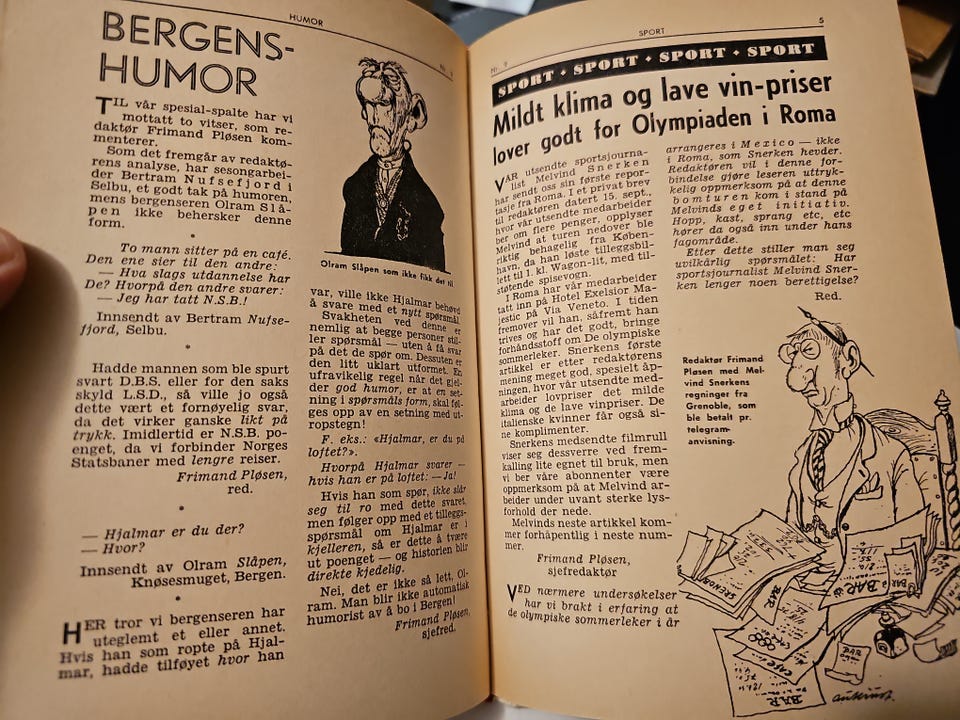 HUMOR
Nr. 9
BERGENS-
HUMOR
TIL vår spesial-spalte har vi
mottatt to vitser, som re-
daktør Frimand Pløsen kom-
menterer.
Som det fremgår av redaktø-
rens analyse, har sesongarbei-
der Bertram Nufsefjord i
Selbu, et godt tak på humoren,
mens bergenseren Olram Slå-
pen ikke behersker denne
form.
•
To mann sitter på en café.
Den ene sier til den andre:
— Hva slags utdannelse har
De? Hvorpå den andre svarer:
— Jeg har tatt N.S.B.!
Innsendt av Bertram Nufse-
fjord, Selbu.
•
Hadde mannen som ble spurt
svart D.B.S. eller for den saks
skyld L.S.D., så ville jo også
dette vært et fornøyelig svar,
da det virker ganske likt på
trykk. Imidlertid er N.S.B. po-
enget, da vi forbinder Norges
Statsbaner med lengre reiser.
Frimand Pløsen,
red.
•
— Hjalmar er du der?
— Hvor?
Innsendt av Olram Slåpen,
Knøsesmuget, Bergen.
•
HER tror vi bergenseren har
uteglemt et eller annet.
Hvis han som ropte på Hjal-
mar, hadde tilføyet hvor han
Olram Slåpen som ikke fikk det til
var, ville ikke Hjalmar behøvd
å svare med et nytt spørsmål.
Svakheten ved denne er
nemlig at begge personer stil-
ler spørsmål — uten å få svar
på det de spør om. Dessuten er
den litt uklart utformet. En
ufravikelig regel når det gjel-
der god humor, er at en set-
ning i spørsmåls form, skal føl-
ges opp av en setning med ut-
ropstegn!
F. eks.: «Hjalmar, er du på
loftet?».
Hvorpå Hjalmar svarer —
hvis han er på loftet: —Ja!
Hvis han som spør, ikke slår
seg til ro med dette svaret,
men følger opp med et tilleggs-
spørsmål om Hjalmar er i
kjelleren, så er dette å tvære
ut poenget — og historien blir
direkte kjedelig.
Nei, det er ikke så lett, Ol-
ram. Man blir ikke automatisk
humorist av å bo i Bergen!
Frimand Pløsen,
sjefred.
SPORT
5
Nr. 9
SPORT • SPORT • SPORT • SPORT
Mildt klima og lave vin-priser
lover godt for Olympiaden i Roma
VÅR utsendte sportsjourna-
list Melvind Snerken
har sendt oss sin første repor-
tasje fra Roma. I et privat brev
til redaktøren datert 15. sept.,
hvor vår utsendte medarbeider
ber om flere penger, opplyser
Melvind at turen nedover ble
svært behagelig fra Køben-
havn, da han løste tilleggsbil-
lett til 1. kl. Wagon-lit, med til-
støtende spisevogn.
I Roma har vår medarbeider
tatt inn på Hotel Exelsior Ma-
jestic på Via Veneto. I tiden
fremover vil han, såfremt han
trives og har det godt, bringe
forhåndsstoff om De olympiske
sommerleker. Snerkens første
artikkel er etter redaktørens
mening meget god, spesielt åp-
ningen, hvor vår utsendte med-
arbeider lovpriser det milde
klima og de lave vinprisene. De
italienske kvinner får også si-
ne komplimenter.
Snerkens medsendte filmrull
viser seg dessverre ved frem-
kalling lite egnet til bruk, men
vi ber våre abonnenter være
oppmerksom på at Melvind ar-
beider under uvant sterke lys-
forhold der nede.
Melvinds neste artikkel kom-
mer forhåpentlig i neste num-
mer.
Frimand Pløsen,
sjefredaktør
VED nærmere undersøkelser
har vi brakt i erfaring at
de olympiske sommerleker i år
arrangeres i Mexico — ikke
i Roma, som Snerken hevder.
Redaktøren vil i denne for-
bindelse gjøre leseren uttryk-
kelig oppmerksom på at denne
bomturen kom i stand på
Melvinds eget initiativ.
Hopp, kast, sprang etc, etc
hører da også inn under hans
fagområde.
Etter dette stiller man seg
uvilkårlig spørsmålet: Har
sportsjournalist Melvind Sner-
ken lenger noen berettigelse?
Red.
Redaktør Frimand
Pløsen med Mel-
vind Snerkens
regninger fra
Grenoble, som
ble betalt pr.
telegram-
anvisning.
GRENOBLE
BAR
BAR
BAR
BAR
BAR